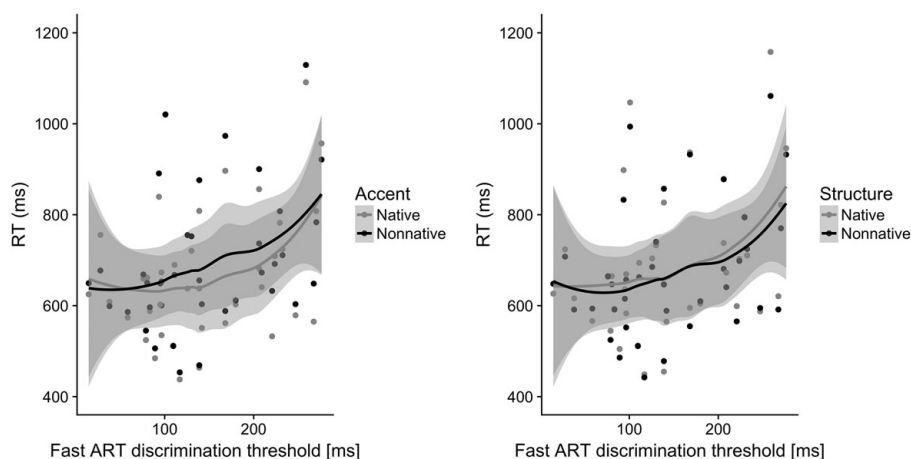 1200
1000
RT (ms)
800
600
400
100
200
Fast ART discrimination threshold [ms]
Accent
Native
Nonnative
1200
1000
RT (ms)
800
600
400
100
200
Fast ART discrimination threshold [ms]
Structure
Native
Nonnative